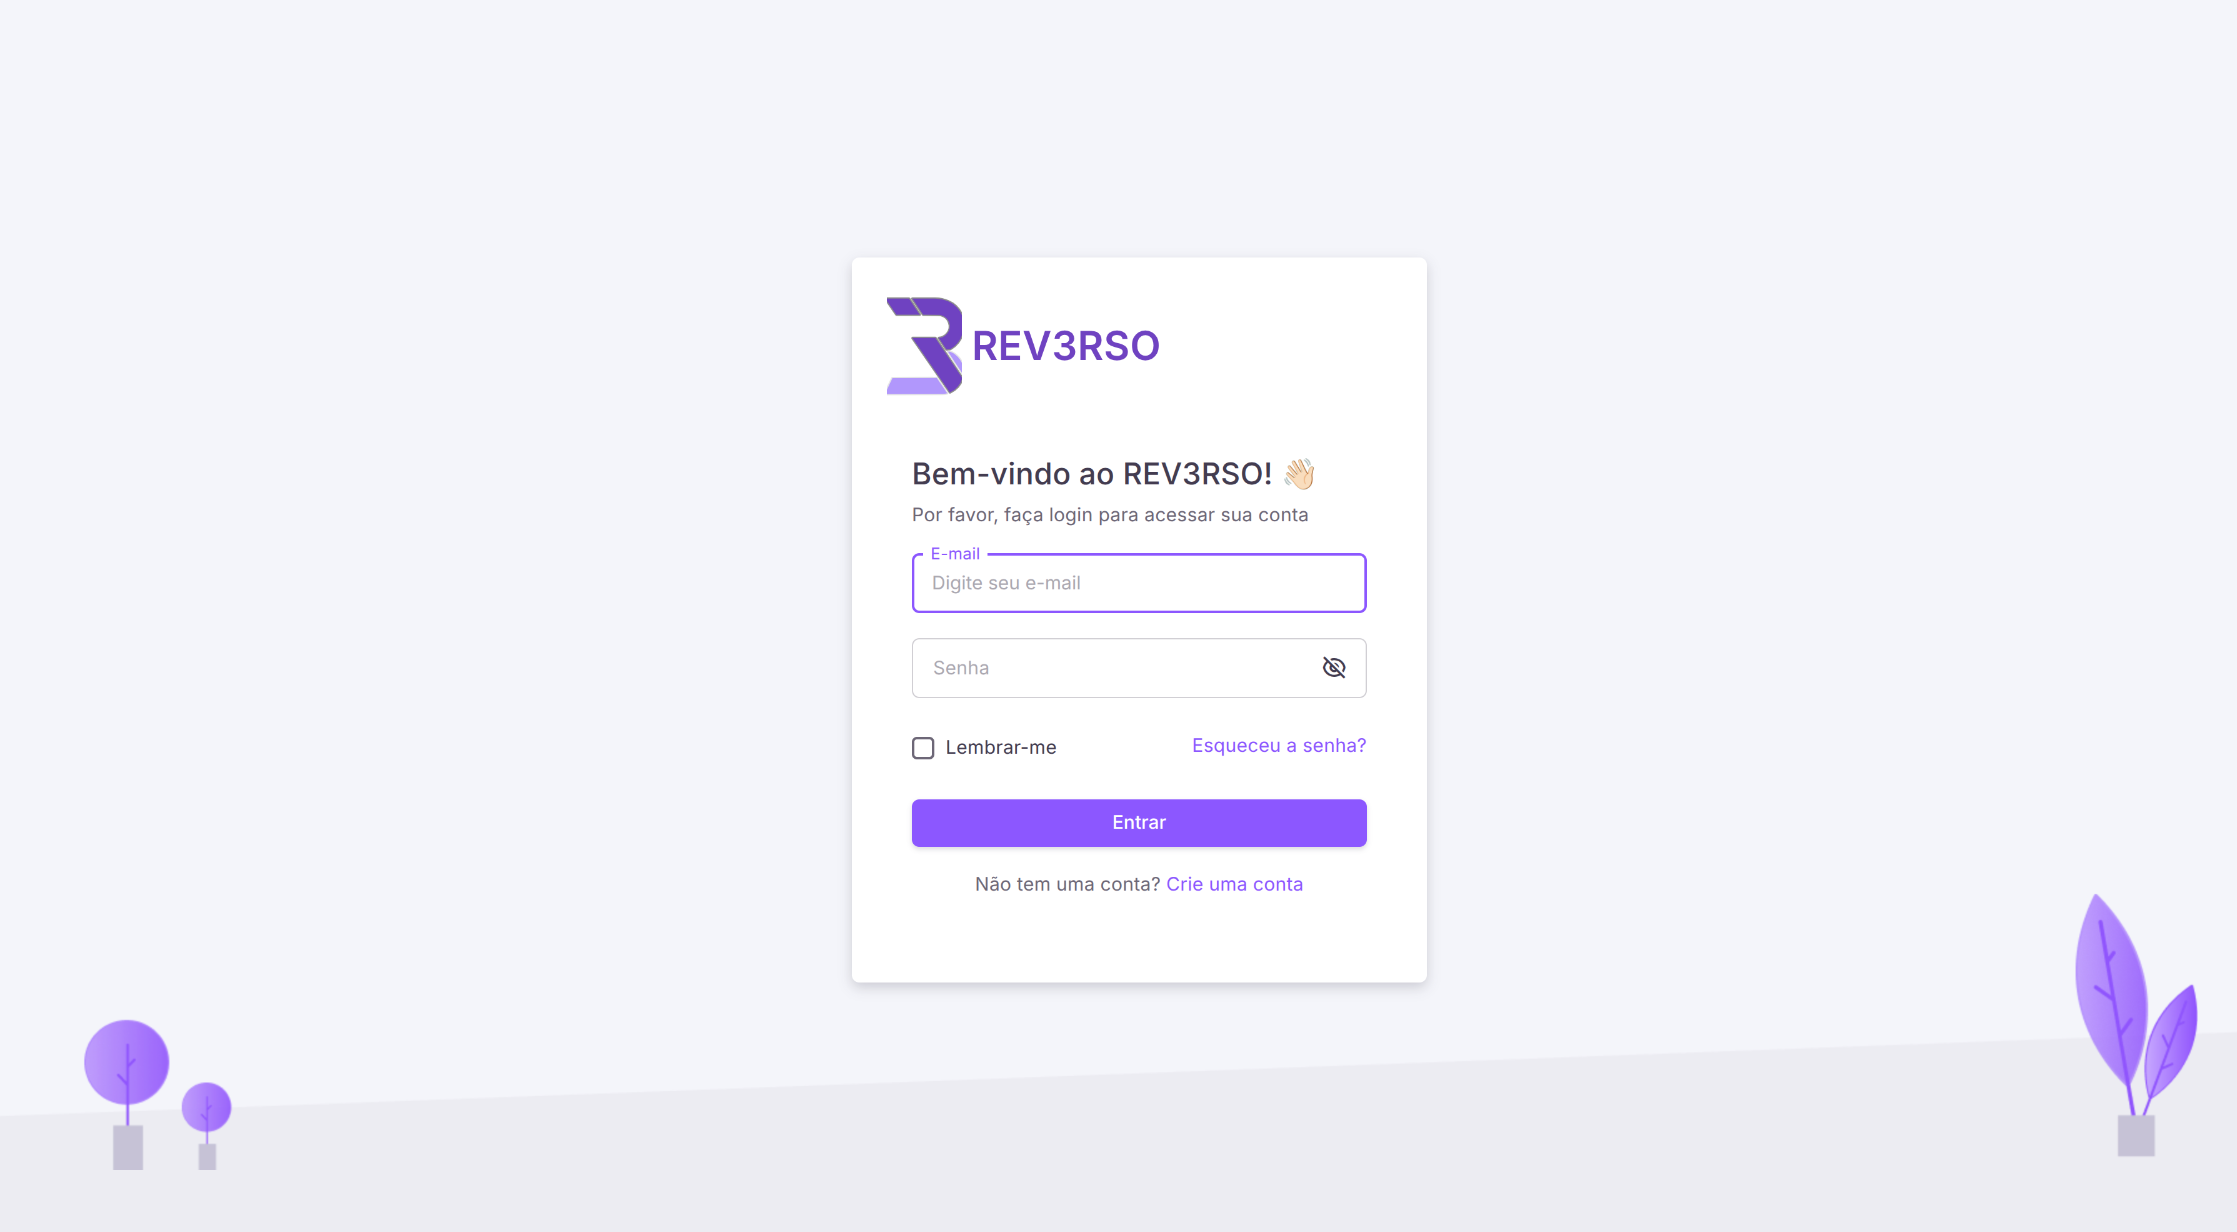 REV3RSO
Bem-vindo ao REV3RSO! 👋🏻
Por favor, faça login para acessar sua conta
E-mail
Digite seu e-mail
Senha
Lembrar-me
Esqueceu a senha?
Entrar
Não tem uma conta? Crie uma conta